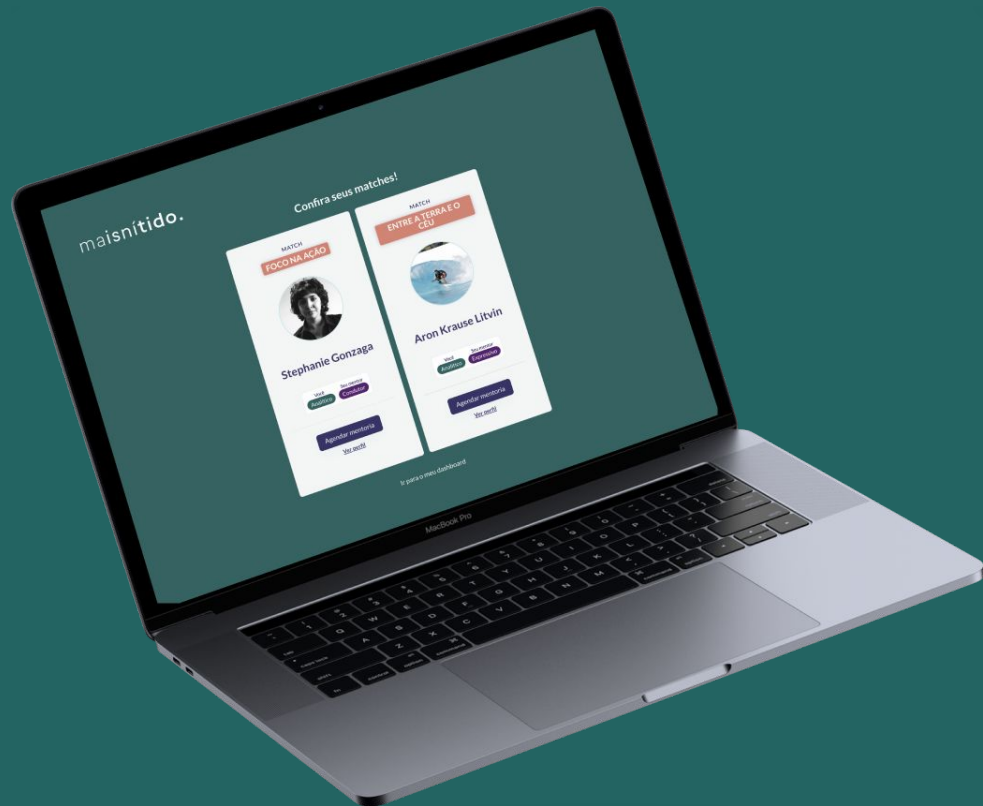 maisnítido.
Confira seus matches!
MATCH
FOCO NA AÇÃO
Stephanie Gonzaga
Você
Seu mentor
Analítico
Condutor
Agendar mentoria
Ver perfil
MATCH
ENTRE A TERRA E O
CÉU
Aron Krause Litvin
Você
Seu mentor
Analítico
Expressivo
Agendar mentoria
Ver perfil
Ir para o meu dashboard
MacBook Pro
Q W E R T Y U I O P
A S D F G H J K L
Z X C V B N M